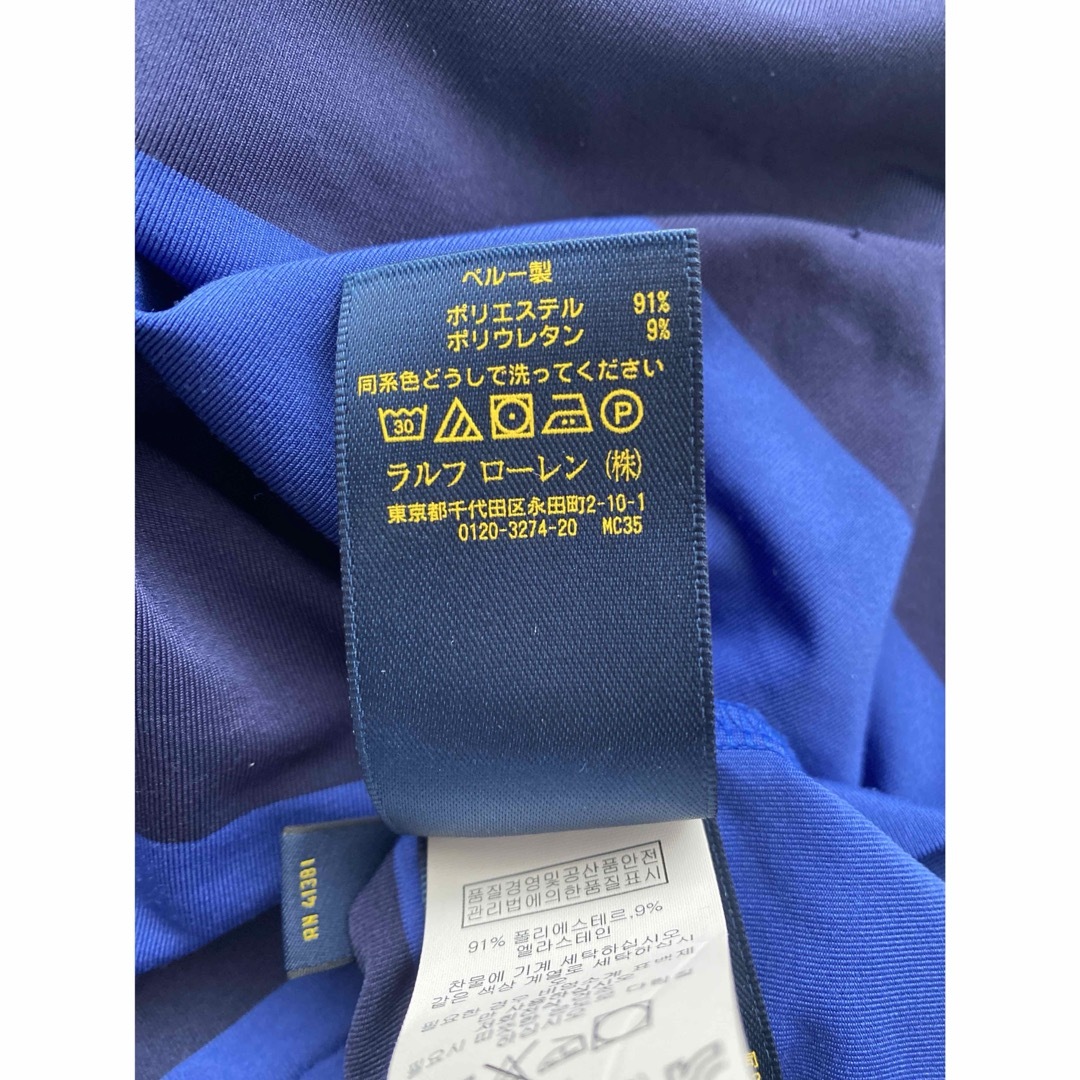 ペルー製
ポリエステル 91%
ポリウレタン 9%
同系色どうしで洗ってください
30 P
ラルフ ローレン (株)
東京都千代田区永田町2-10-1
0120-3274-20 MC35
RN 41381
품질경영및공산품안전
관리법에의한품질표시
91% 폴리에스테르,9%
엘라스테인
찬물에 기계 세탁하십시오
같은 색상 계열로 세탁하십시오